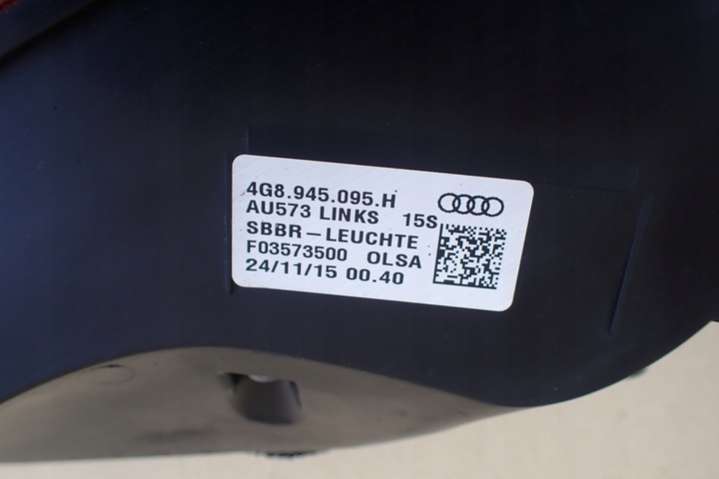 4G8.945.095.H
AU573 LINKS 15S
SBBR-LEUCHTE
F03573500 OLSA
24/11/15 00.40